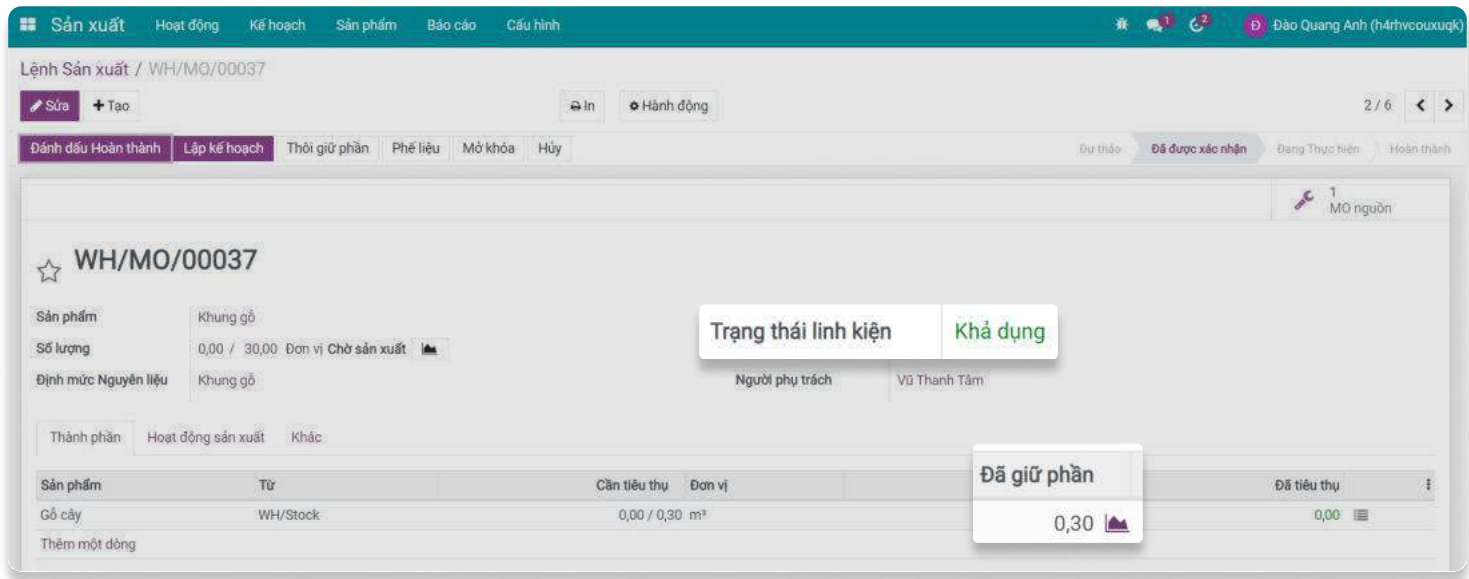 Sản xuất Hoạt động Kế hoạch Sản phẩm Báo cáo Cấu hình 1 2 Đ Đào Quang Anh (h4rhvcouxuqk)
Lệnh Sản xuất / WH/MO/00037
Sửa + Tạo In Hành động 2 / 6
Đánh dấu Hoàn thành Lập kế hoạch Thôi giữ phần Phế liệu Mở khóa Hủy Dự thảo Đã được xác nhận Đang Thực hiện Hoàn thành
1
MO nguồn
WH/MO/00037
Sản phẩm Khung gỗ
Trạng thái linh kiện Khả dụng
Số lượng 0,00 / 30,00 Đơn vị Chờ sản xuất
Định mức Nguyên liệu Khung gỗ Người phụ trách Vũ Thanh Tâm
Thành phần Hoạt động sản xuất Khác
Sản phẩm Từ Cần tiêu thụ Đơn vị Đã giữ phần Đã tiêu thụ
Gỗ cây WH/Stock 0,00 / 0,30 m³ 0,30 0,00
Thêm một dòng